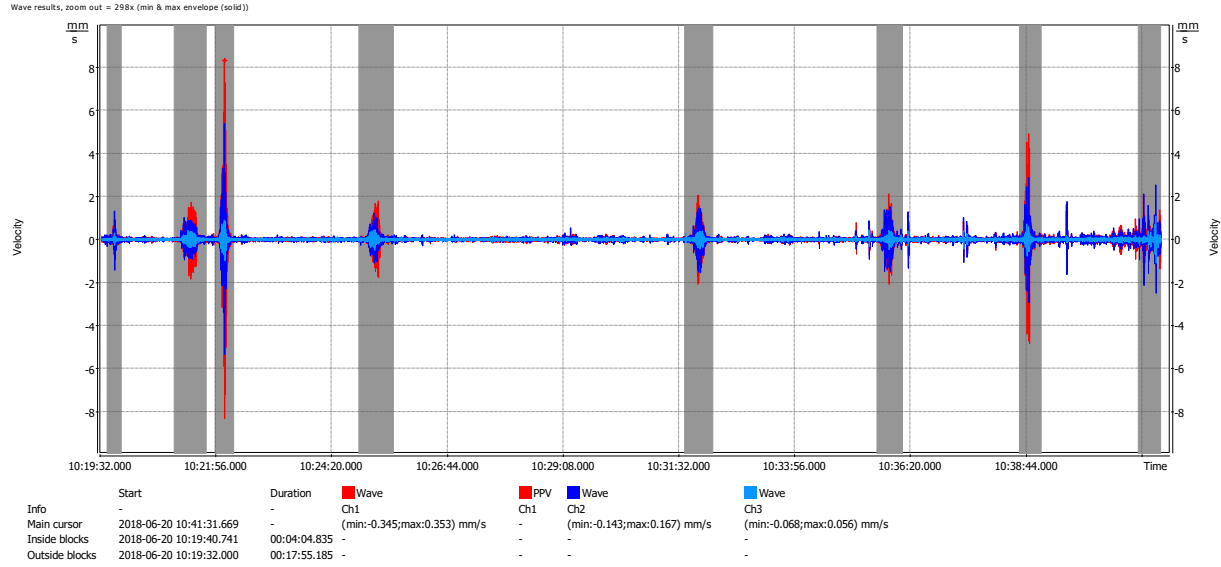 Wave results, zoom out = 298x (min & max envelope (solid))
mm mm
s s
8 8
6 6
4 4
2 2
Velocity 0 0 Velocity
-2 -2
-4 -4
-6 -6
-8 -8
10:19:32.000 10:21:56.000 10:24:20.000 10:26:44.000 10:29:08.000 10:31:32.000 10:33:56.000 10:36:20.000 10:38:44.000 Time
Start Duration Wave PPV Wave Wave
Info - - Ch1 Ch1 Ch2 Ch3
Main cursor 2018-06-20 10:41:31.669 - (min:-0.345;max:0.353) mm/s - (min:-0.143;max:0.167) mm/s (min:-0.068;max:0.056) mm/s
Inside blocks 2018-06-20 10:19:40.741 00:04:04.835 - - - -
Outside blocks 2018-06-20 10:19:32.000 00:17:55.185 - - - -